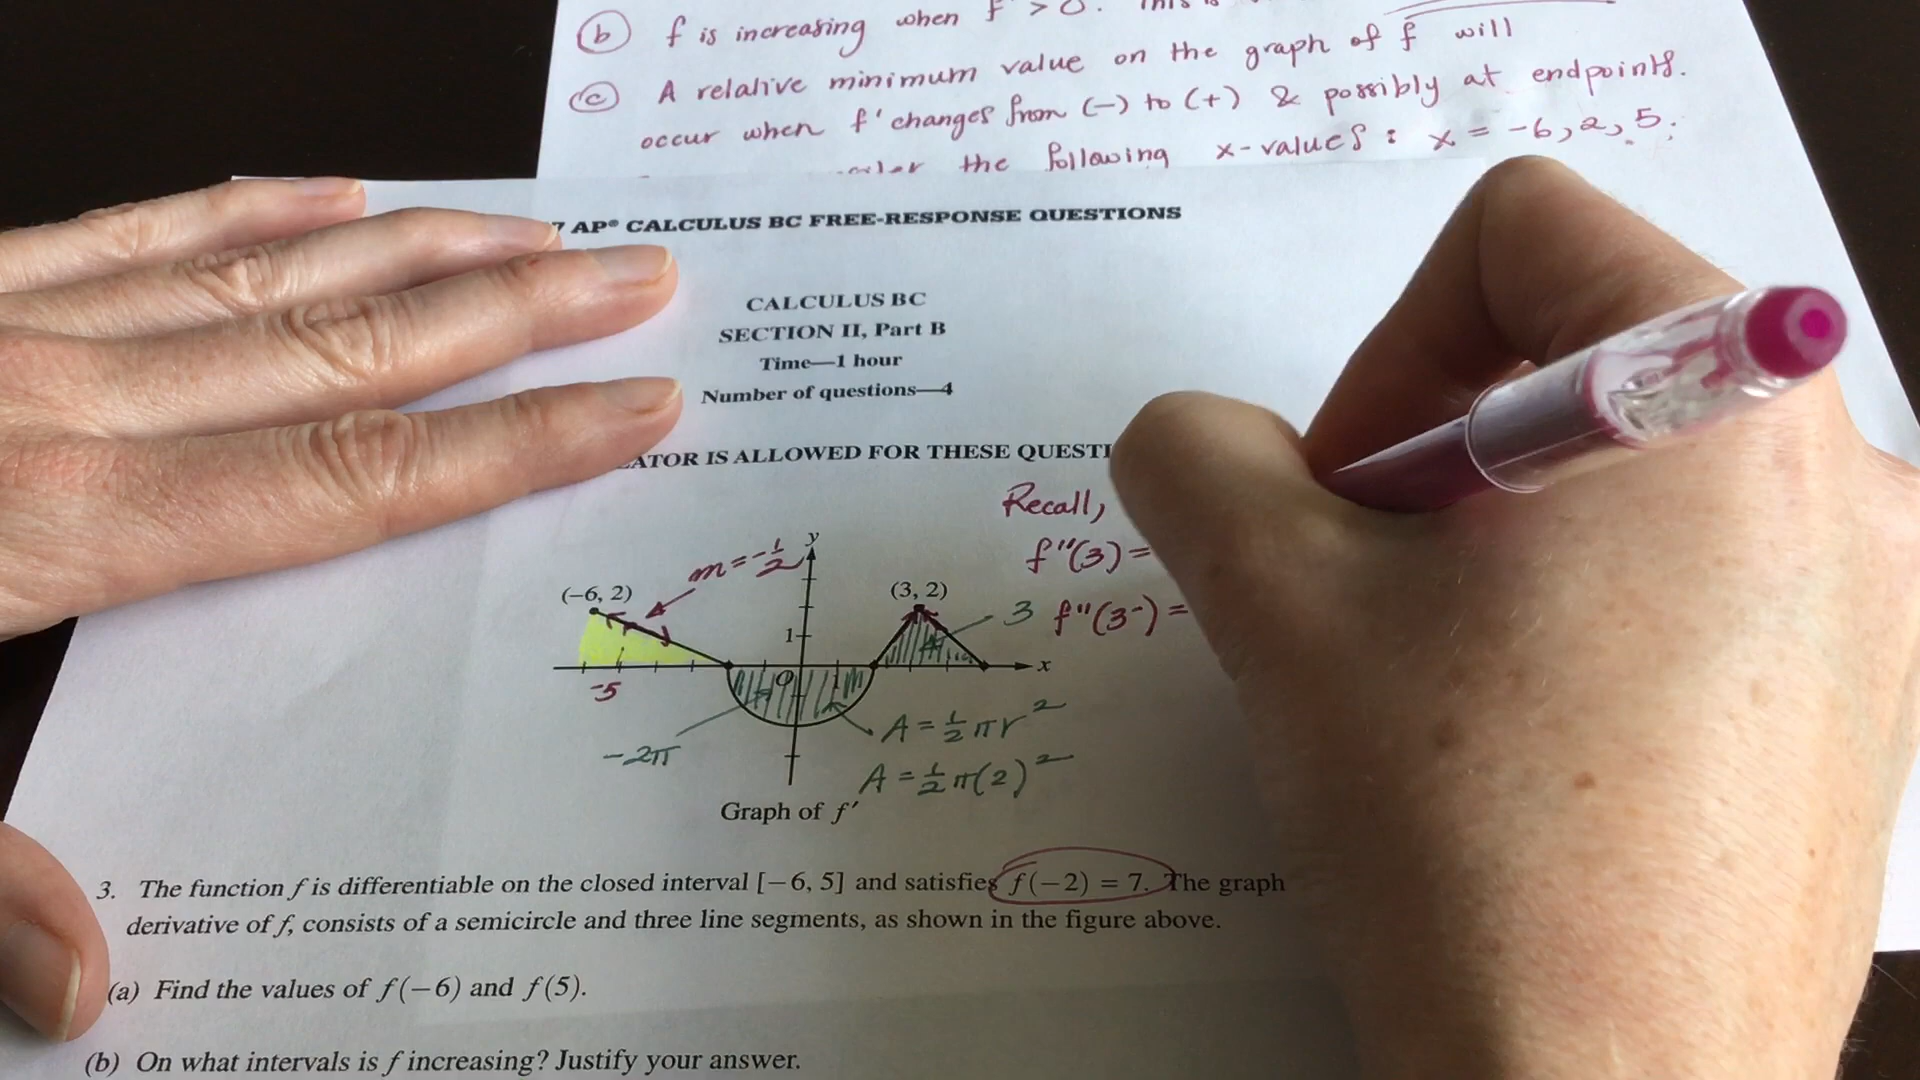 (b) f is increasing when f' > 0.
(c) A relative minimum value on the graph of f will
occur when f' changes from (-) to (+) & possibly at endpoints.
the following x-values: x = -6, 2, 5.
7 AP® CALCULUS BC FREE-RESPONSE QUESTIONS
CALCULUS BC
SECTION II, Part B
Time—1 hour
Number of questions—4
ATOR IS ALLOWED FOR THESE QUESTI
Recall,
f''(3) =
f''(3⁻) =
m = -1/2
y
(−6, 2)
(3, 2)
3
1
O
x
-5
-2π
A = 1/2 πr²
A = 1/2 π(2)²
Graph of f′
3. The function f is differentiable on the closed interval [−6, 5] and satisfies f(−2) = 7. The graph
derivative of f, consists of a semicircle and three line segments, as shown in the figure above.
(a) Find the values of f(−6) and f(5).
(b) On what intervals is f increasing? Justify your answer.